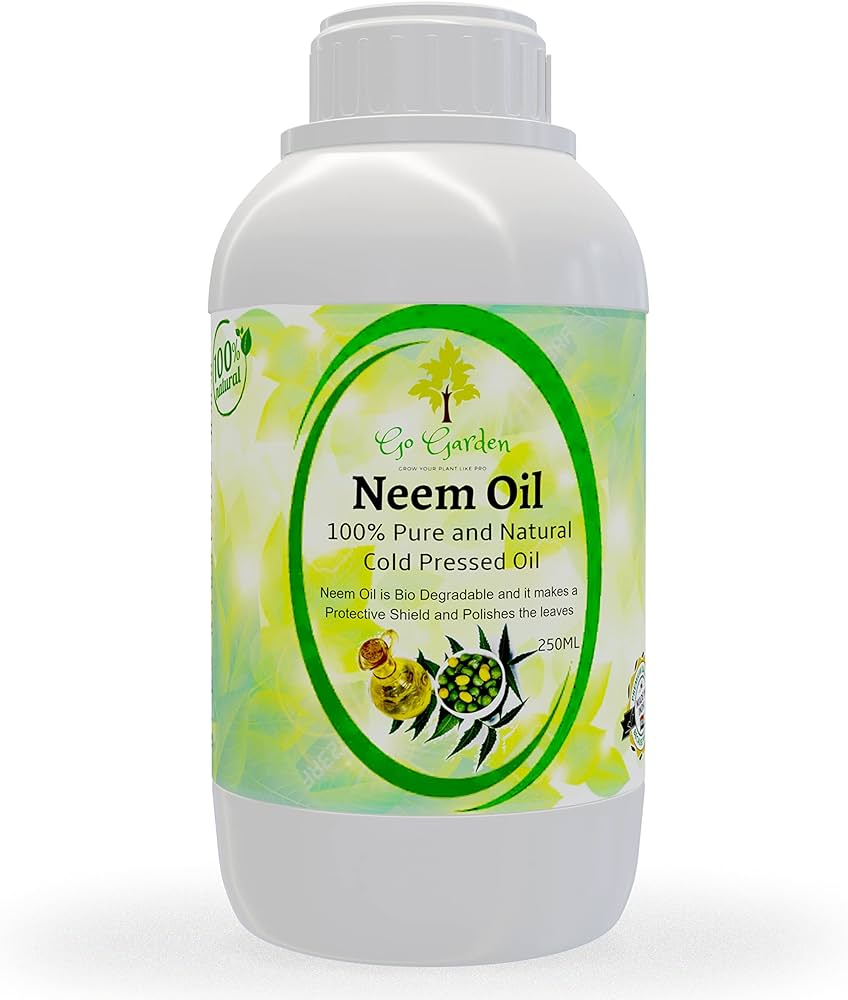 100%
natural
Go Garden
GROW YOUR PLANT LIKE PRO
Neem Oil
100% Pure and Natural
Cold Pressed Oil
Neem Oil is Bio Degradable and it makes a
Protective Shield and Polishes the leaves
250ML